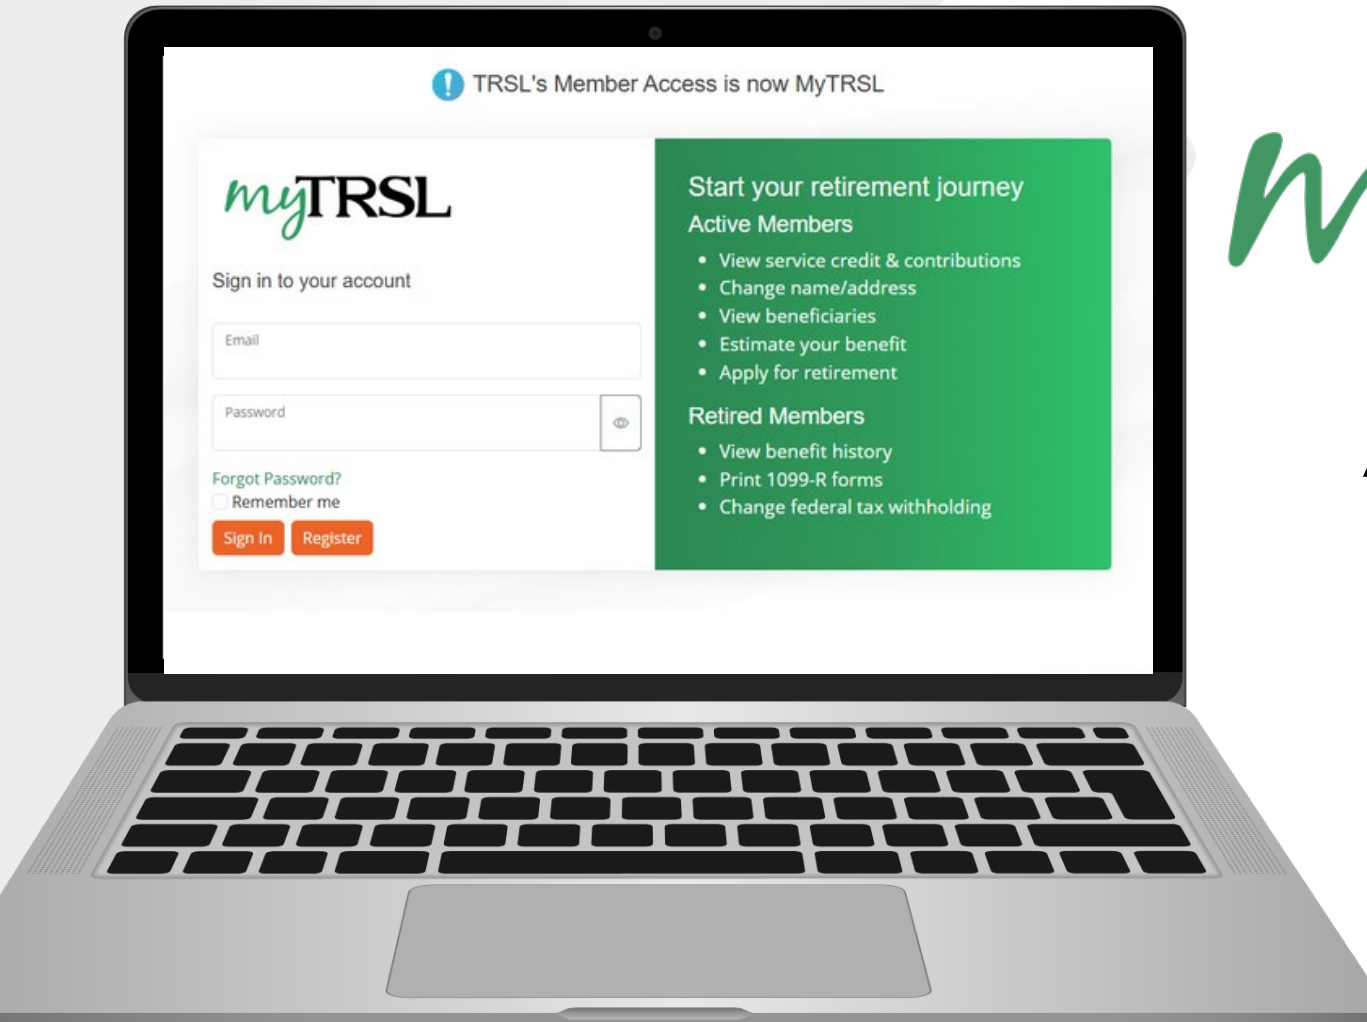 TRSL's Member Access is now MyTRSL
myTRSL
Sign in to your account
Email
Password
Forgot Password?
Remember me
Sign In
Register
Start your retirement journey
Active Members
• View service credit & contributions
• Change name/address
• View beneficiaries
• Estimate your benefit
• Apply for retirement
Retired Members
• View benefit history
• Print 1099-R forms
• Change federal tax withholding